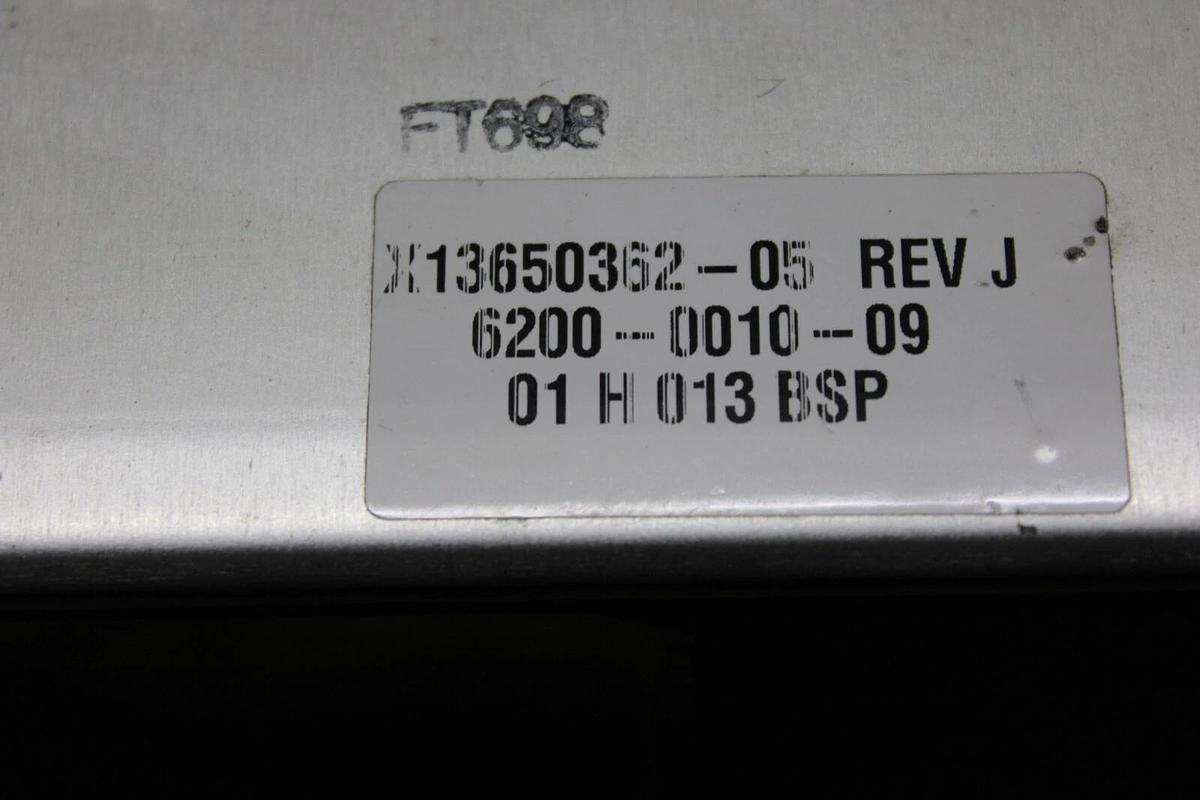 FT698
X13650362-05 REV J
6200-0010-09
01 H 013 BSP